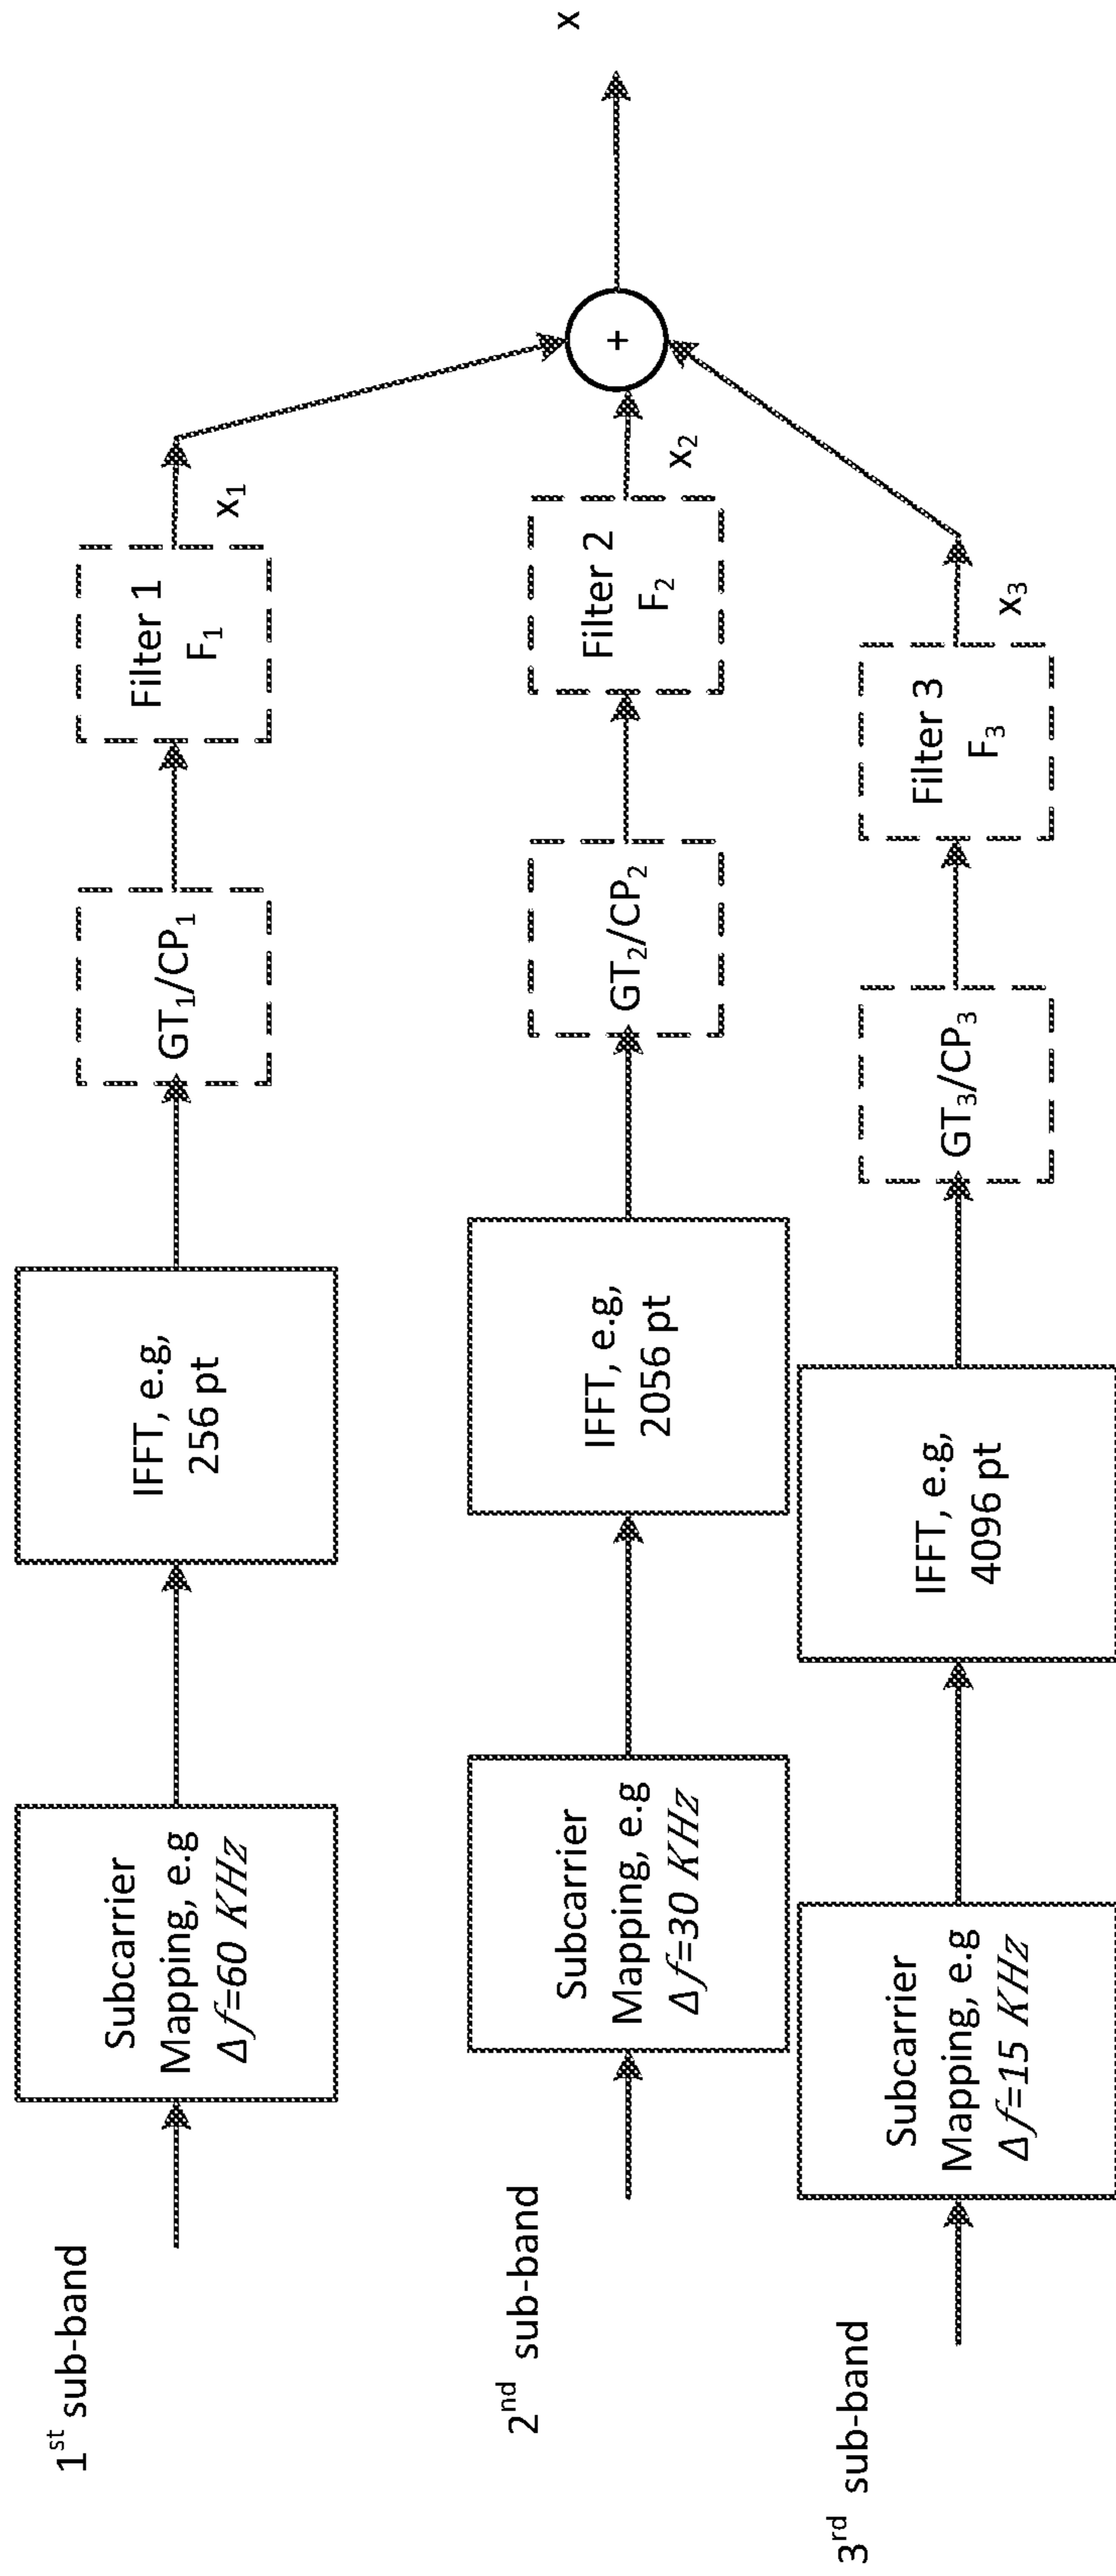 1st sub-band
Subcarrier
Mapping, e.g
Δf=60 KHz
IFFT, e.g,
256 pt
GT1/CP1
Filter 1
F1
x1
2nd sub-band
Subcarrier
Mapping, e.g
Δf=30 KHz
IFFT, e.g,
2056 pt
GT2/CP2
Filter 2
F2
x2
3rd sub-band
Subcarrier
Mapping, e.g
Δf=15 KHz
IFFT, e.g,
4096 pt
GT3/CP3
Filter 3
F3
x3
+
x